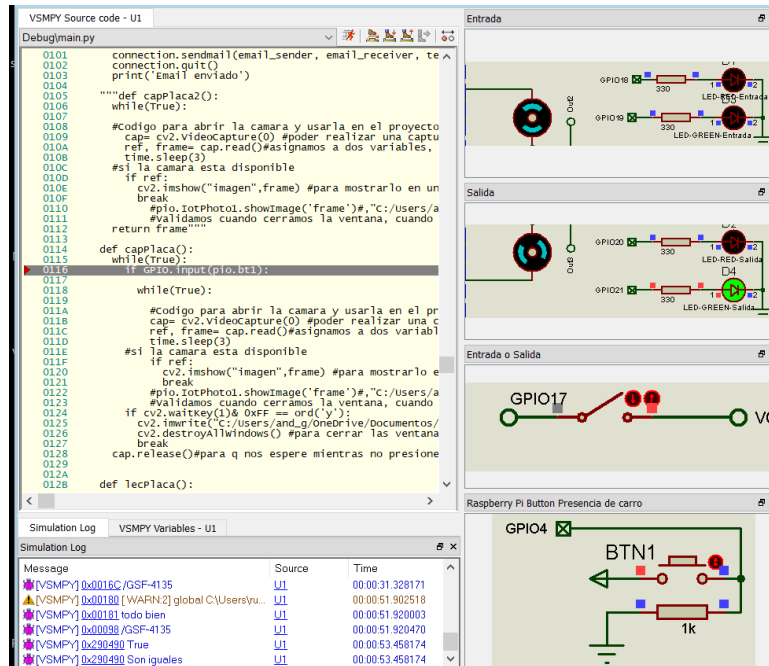 VSMPY Source code - U1
Debug\main.py
0101 connection.sendmail(email_sender, email_receiver, te
0102 connection.quit()
0103 print('Email enviado')
0104
0105 """def capPlaca2():
0106 while(True):
0107
0108 #Codigo para abrir la camara y usarla en el proyecto
0109 cap= cv2.VideoCapture(0) #poder realizar una captu
010A ref, frame= cap.read()#asignamos a dos variables,
010B time.sleep(3)
010C #si la camara esta disponible
010D if ref:
010E cv2.imshow("imagen",frame) #para mostrarlo en un
010F break
0110 #pio.IotPhoto1.showImage('frame')#,"C:/Users/a
0111 #validamos cuando cerramos la ventana, cuando
0112 return frame"""
0113
0114 def capPlaca():
0115 while(True):
0116 if GPIO.input(pio.bt1):
0117
0118 while(True):
0119
011A #Codigo para abrir la camara y usarla en el pr
011B cap= cv2.VideoCapture(0) #poder realizar una c
011C ref, frame= cap.read()#asignamos a dos variabl
011D time.sleep(3)
011E #si la camara esta disponible
011F if ref:
0120 cv2.imshow("imagen",frame) #para mostrarlo e
0121 break
0122 #pio.IotPhoto1.showImage('frame')#,"C:/Users/a
0123 #validamos cuando cerramos la ventana, cuando
0124 if cv2.waitKey(1)& 0xFF == ord('y'):
0125 cv2.imwrite("C:/Users/and_g/OneDrive/Documentos/
0126 cv2.destroyAllWindows() #para cerrar las ventana
0127 break
0128 cap.release()#para q nos espere mientras no presione
0129
012A
012B def lecPlaca():
Simulation Log VSMPY Variables - U1
Simulation Log
Message Source Time
[VSMPY] 0x0016C /GSF-4135 U1 00:00:31.328171
[VSMPY] 0x00180 [WARN:2] global C:\Users\ru... U1 00:00:51.902518
[VSMPY] 0x00181 todo bien U1 00:00:51.920003
[VSMPY] 0x00098 /GSF-4135 U1 00:00:51.920470
[VSMPY] 0x290490 True U1 00:00:53.458174
[VSMPY] 0x290490 Son iguales U1 00:00:53.458174
Entrada
Out2
GPIO18 330 1 2
LED-RED-Entrada
D3
GPIO19 330 1 2
LED-GREEN-Entrada
Salida
Out3
D2
GPIO20 330 1 2
LED-RED-Salida
D4
GPIO21 330 1 2
LED-GREEN-Salida
Entrada o Salida
GPIO17
Raspberry Pi Button Presencia de carro
GPIO4
BTN1
1k